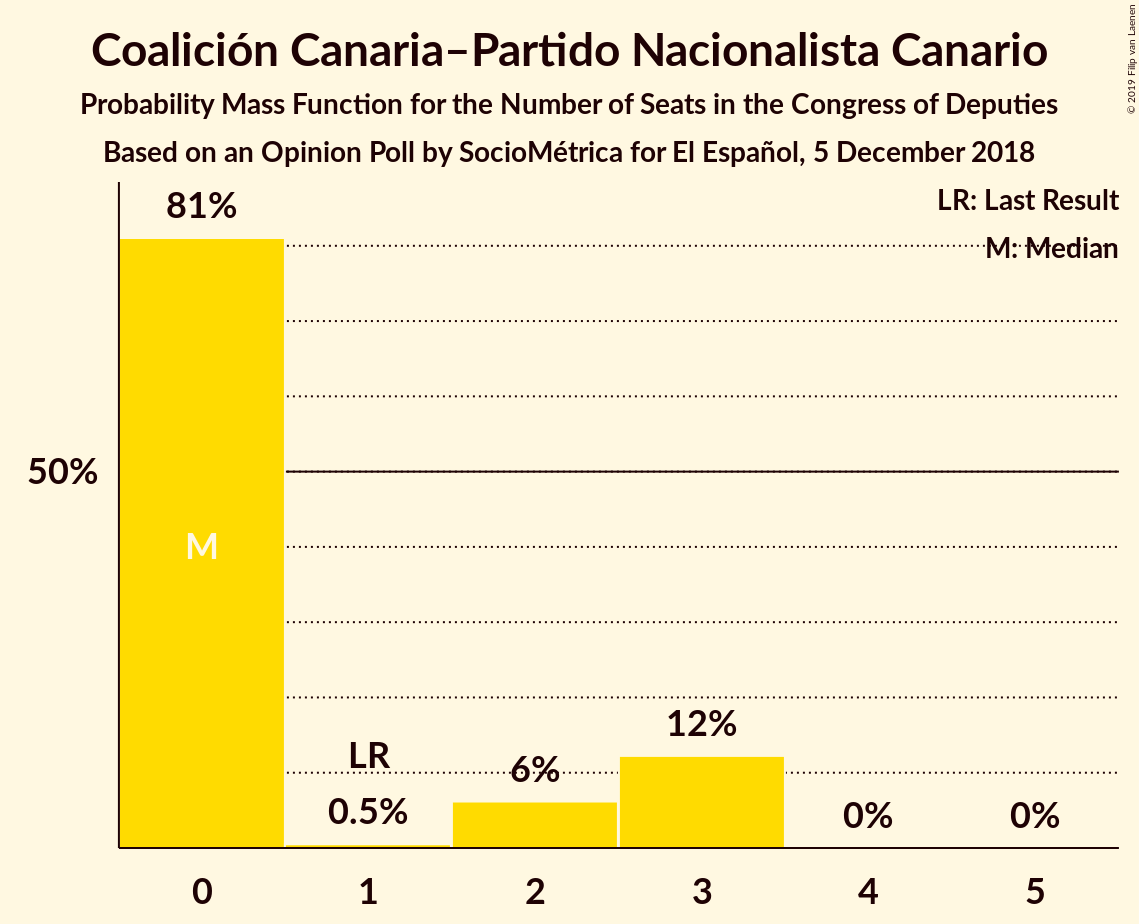 Coalición Canaria–Partido Nacionalista Canario
Probability Mass Function for the Number of Seats in the Congress of Deputies
Based on an Opinion Poll by SocioMétrica for El Español, 5 December 2018
© 2019 Filip van Laenen
LR: Last Result
M: Median
81%
50%
M
LR
0.5%
6%
12%
0%
0%
0 1 2 3 4 5